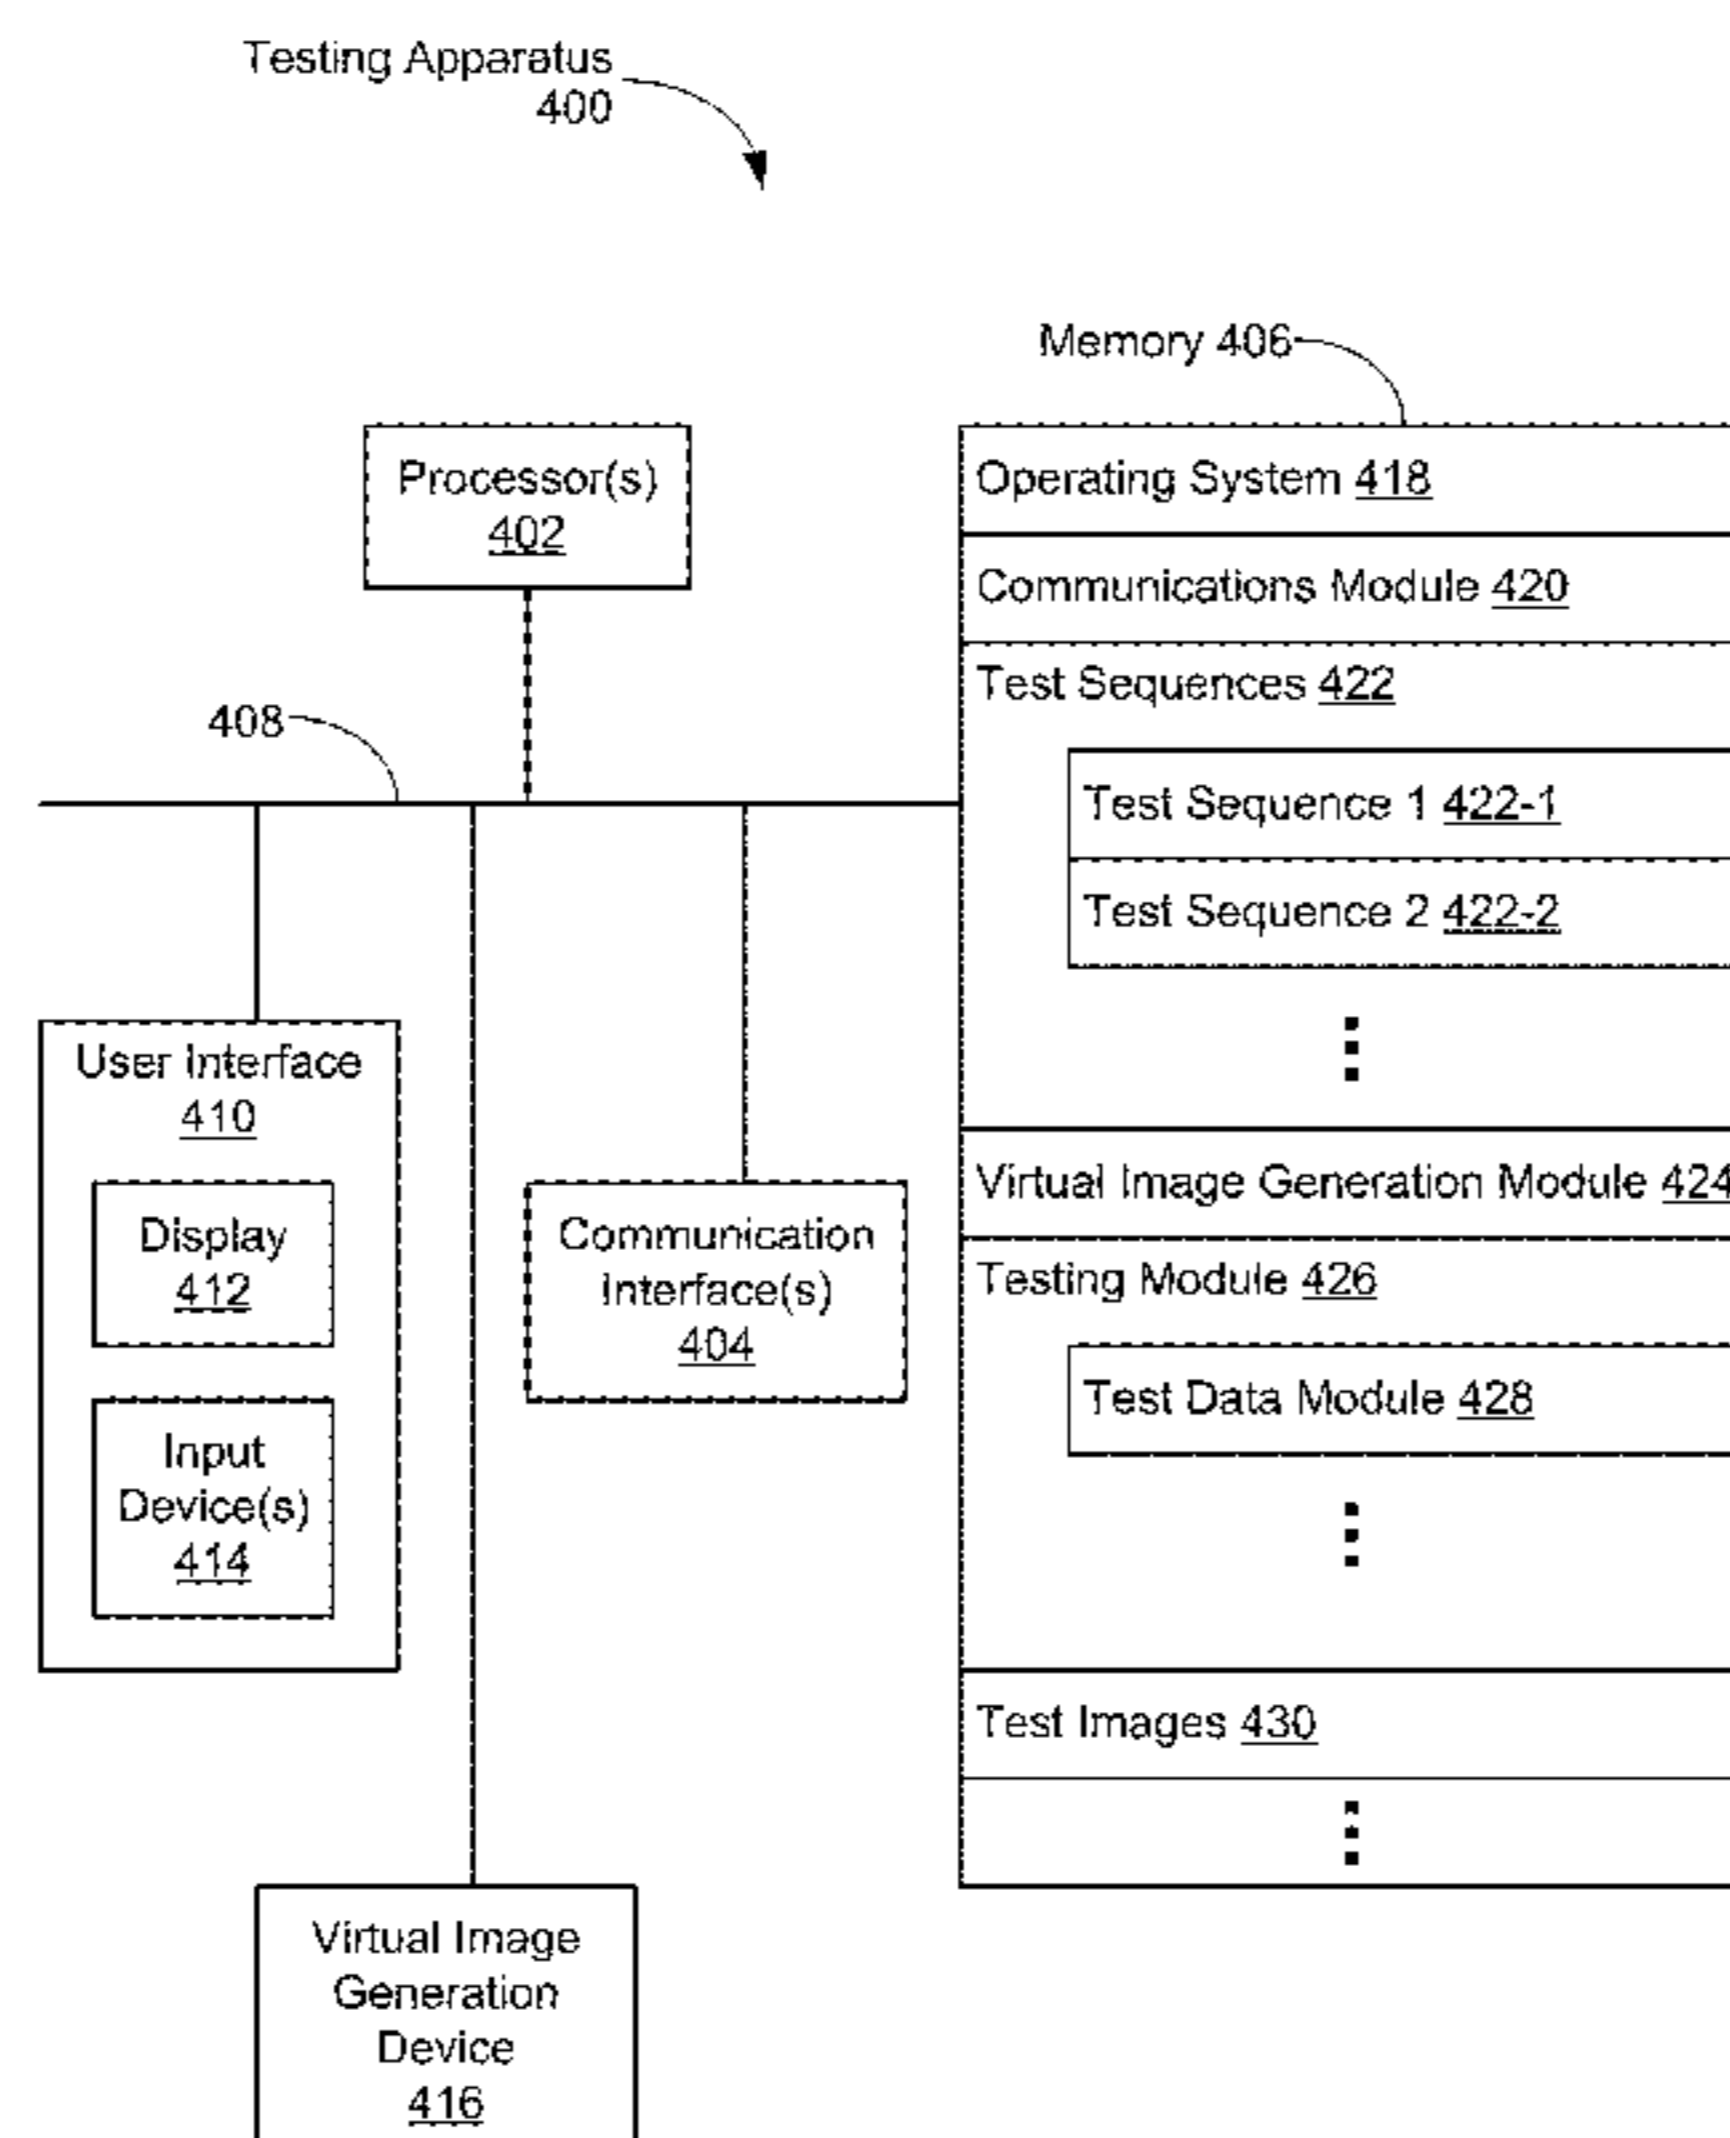 Testing Apparatus
400
Memory 406
Processor(s)
402
Operating System 418
Communications Module 420
Test Sequences 422
408
Test Sequence 1 422-1
Test Sequence 2 422-2
User Interface
410
Virtual Image Generation Module 424
Display
412
Communication
Interface(s)
404
Testing Module 426
Test Data Module 428
Input
Device(s)
414
Test Images 430
Virtual Image
Generation
Device
416